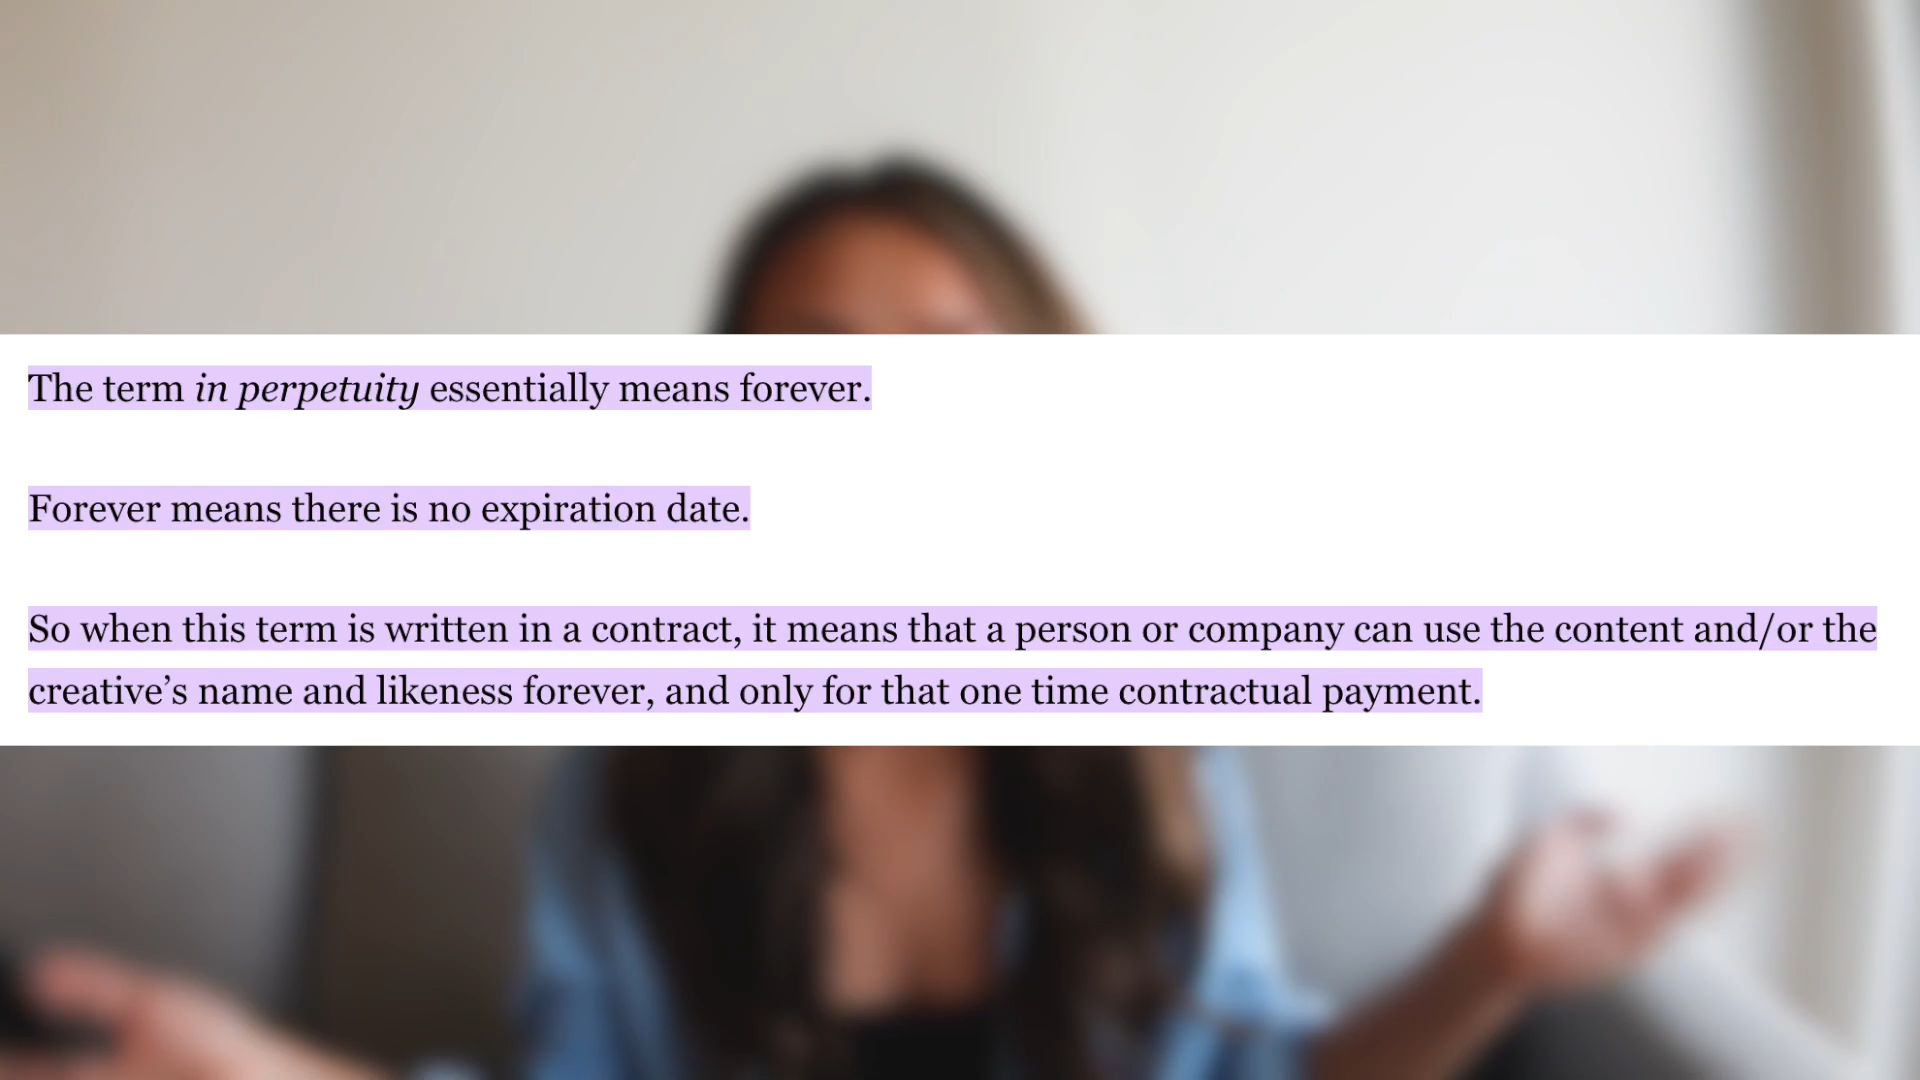 The term in perpetuity essentially means forever.
Forever means there is no expiration date.
So when this term is written in a contract, it means that a person or company can use the content and/or the
creative’s name and likeness forever, and only for that one time contractual payment.